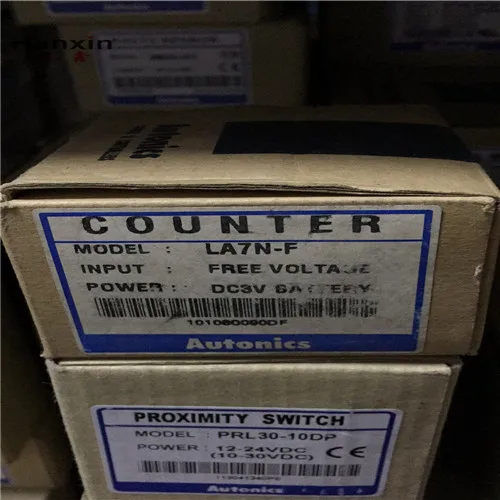 Autonics
COUNTER
MODEL : LA7N-F
INPUT : FREE VOLTAGE
POWER : DC3V BATTERY
Autonics
PROXIMITY SWITCH
MODEL : PRL30-10DP
POWER : 12-24VDC
(10-30VDC) CE